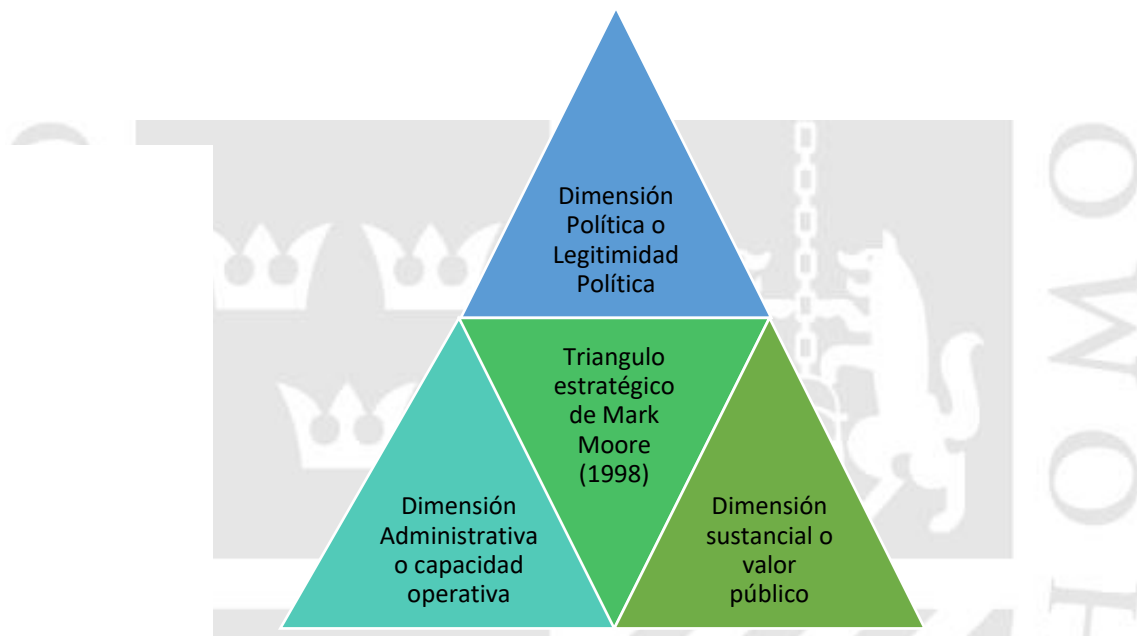 Dimensión
Política o
Legitimidad
Política
Triangulo
estratégico
de Mark
Moore
(1998)
Dimensión
Administrativa
o capacidad
operativa
Dimensión
sustancial o
valor
público
O
M
O
H